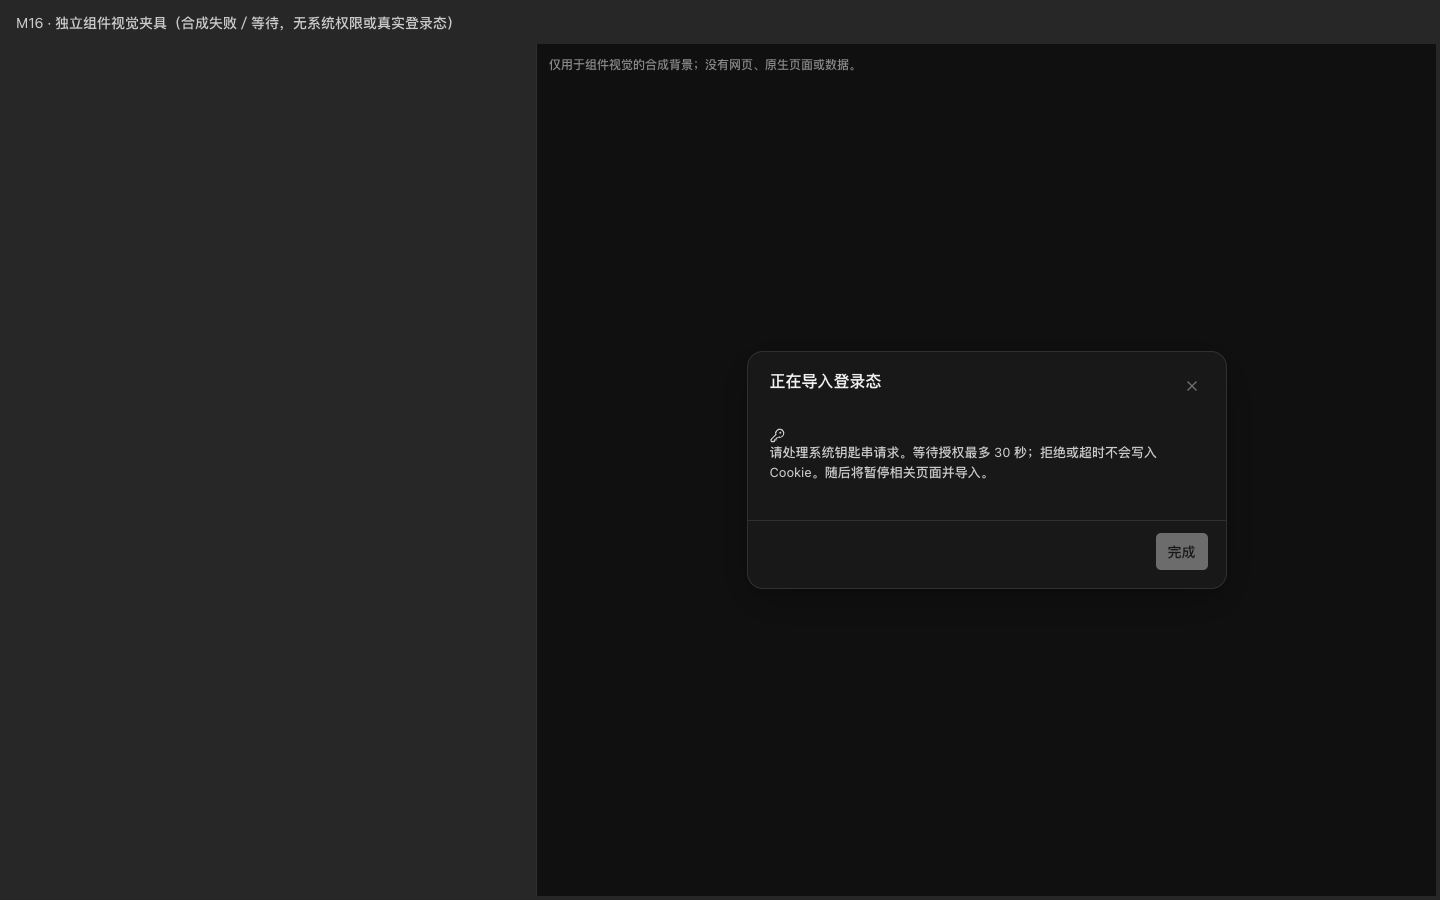 M16 · 独立组件视觉夹具（合成失败 / 等待，无系统权限或真实登录态）
仅用于组件视觉的合成背景；没有网页、原生页面或数据。
正在导入登录态
请处理系统钥匙串请求。等待授权最多 30 秒；拒绝或超时不会写入
Cookie。随后将暂停相关页面并导入。
完成